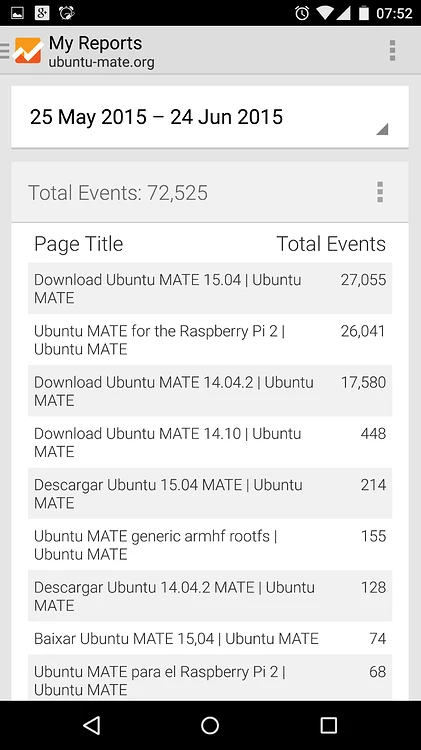 07:52
My Reports
ubuntu-mate.org
25 May 2015 – 24 Jun 2015
Total Events: 72,525
Page Title Total Events
Download Ubuntu MATE 15.04 | Ubuntu 27,055
MATE
Ubuntu MATE for the Raspberry Pi 2 | 26,041
Ubuntu MATE
Download Ubuntu MATE 14.04.2 | Ubuntu 17,580
MATE
Download Ubuntu MATE 14.10 | Ubuntu 448
MATE
Descargar Ubuntu 15.04 MATE | Ubuntu 214
MATE
Ubuntu MATE generic armhf rootfs | 155
Ubuntu MATE
Descargar Ubuntu 14.04.2 MATE | Ubuntu 128
MATE
Baixar Ubuntu MATE 15,04 | Ubuntu MATE 74
Ubuntu MATE para el Raspberry Pi 2 | 68
Ubuntu MATE